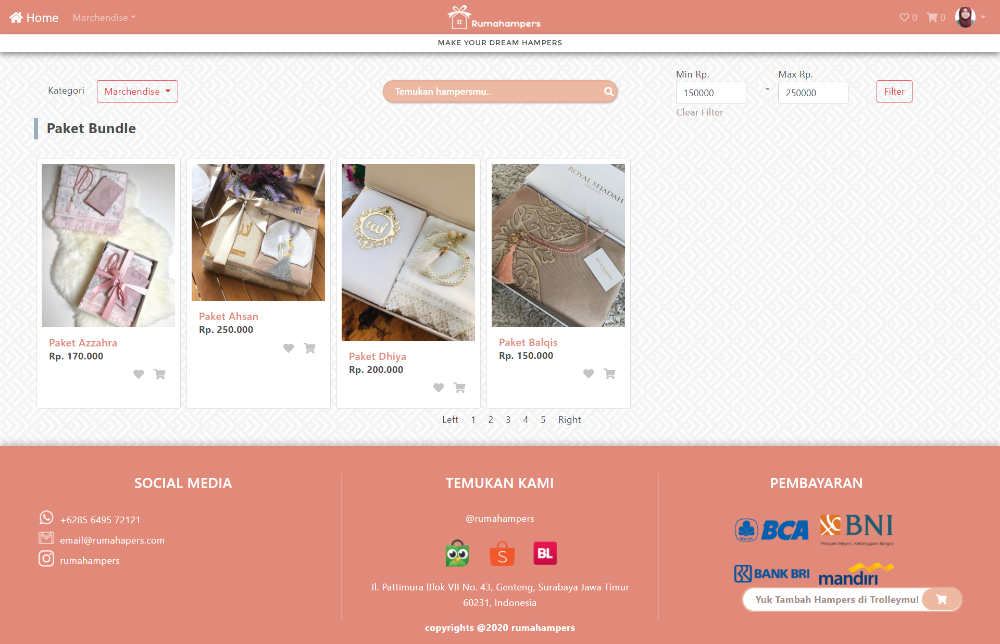 Home
Marchendise
Rumahampers
0
0
MAKE YOUR DREAM HAMPERS
Kategori
Marchendise
Temukan hampersmu..
Min Rp.
150000
-
Max Rp.
250000
Filter
Clear Filter
Paket Bundle
ROYAL SEJADAH
LONDON
ROYAL SEJADAH
Paket Azzahra
Rp. 170.000
Paket Ahsan
Rp. 250.000
Paket Dhiya
Rp. 200.000
Paket Balqis
Rp. 150.000
Left 1 2 3 4 5 Right
SOCIAL MEDIA
+6285 6495 72121
email@rumahapers.com
rumahampers
TEMUKAN KAMI
@rumahampers
S
BL
Jl. Pattimura Blok VII No. 43, Genteng, Surabaya Jawa Timur
60231, Indonesia
PEMBAYARAN
BCA
BNI
Melayani Negeri, Kebanggaan Bangsa
BANK BRI
mandiri
Yuk Tambah Hampers di Trolleymu!
copyrights @2020 rumahampers